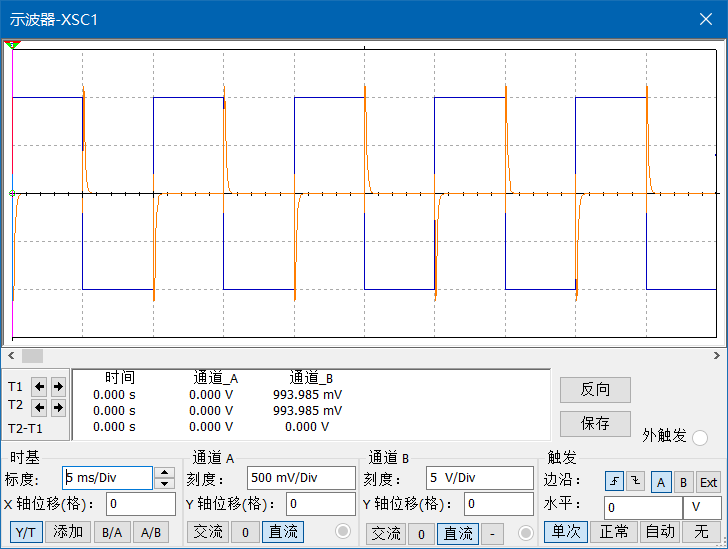 示波器-XSC1
时间 通道_A 通道_B
T1 0.000 s 0.000 V 993.985 mV
T2 0.000 s 0.000 V 993.985 mV
T2-T1 0.000 s 0.000 V 0.000 V
反向
保存
外触发
时基 通道 A 通道 B 触发
标度: 5 ms/Div 刻度: 500 mV/Div 刻度: 5 V/Div 边沿: A B Ext
X 轴位移(格): 0 Y 轴位移(格): 0 Y 轴位移(格): 0 水平: 0 V
Y/T 添加 B/A A/B 交流 0 直流 交流 0 直流 - 单次 正常 自动 无